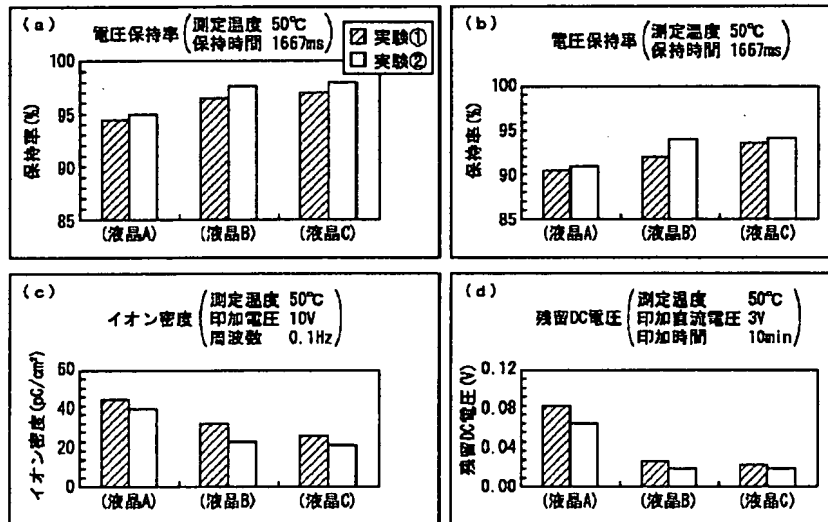 (a)
電圧保持率 (測定温度 50℃
保持時間 1667ms)
実験①
実験②
保持率(%)
100
95
90
85
(液晶A) (液晶B) (液晶C)
(b)
電圧保持率 (測定温度 50℃
保持時間 1667ms)
保持率(%)
100
95
90
85
(液晶A) (液晶B) (液晶C)
(c)
イオン密度 (測定温度 50℃
印加電圧 10V
周波数 0.1Hz)
イオン密度(pC/cm²)
60
40
20
0
(液晶A) (液晶B) (液晶C)
(d)
残留DC電圧 (測定温度 50℃
印加直流電圧 3V
印加時間 10min)
残留DC電圧(V)
0.12
0.08
0.04
0.00
(液晶A) (液晶B) (液晶C)